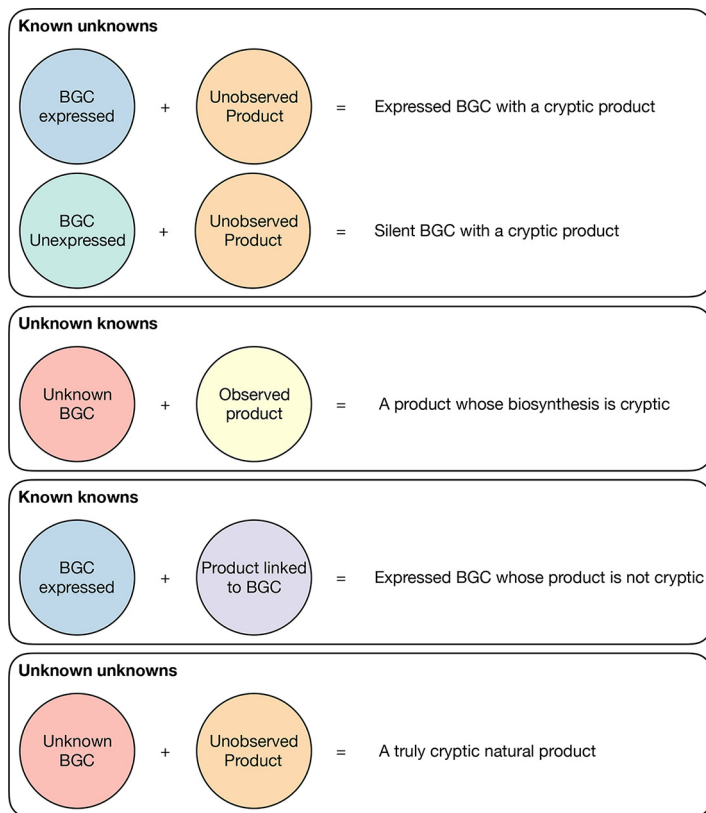 Known unknowns
BGC
expressed
+
Unobserved
Product
=
Expressed BGC with a cryptic product
BGC
Unexpressed
+
Unobserved
Product
=
Silent BGC with a cryptic product
Unknown knowns
Unknown
BGC
+
Observed
product
=
A product whose biosynthesis is cryptic
Known knowns
BGC
expressed
+
Product linked
to BGC
=
Expressed BGC whose product is not cryptic
Unknown unknowns
Unknown
BGC
+
Unobserved
Product
=
A truly cryptic natural product